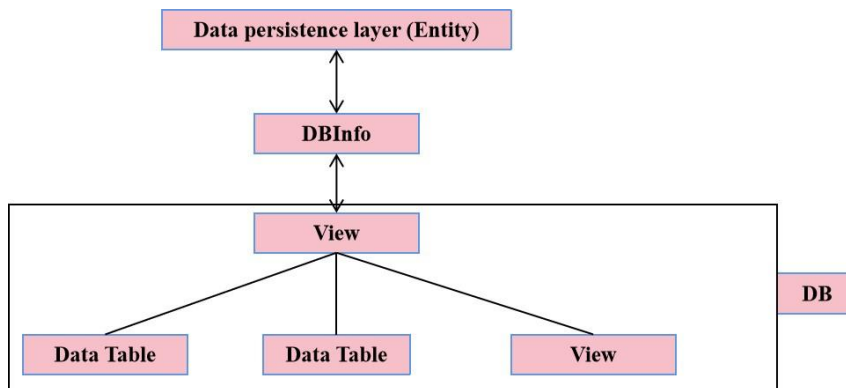 Data persistence layer (Entity)
DBInfo
View
DB
Data Table
Data Table
View